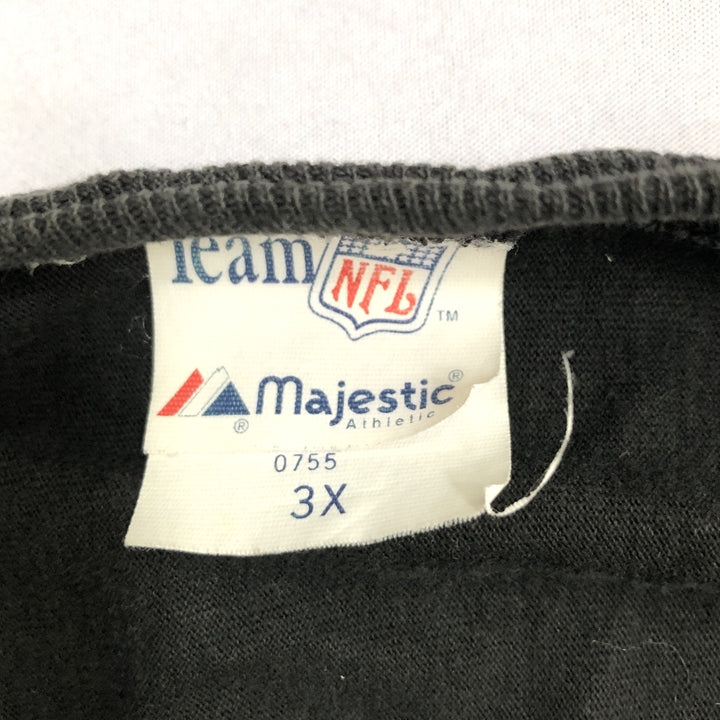 Team NFL ™
Majestic®
®
Athletic
0755
3X